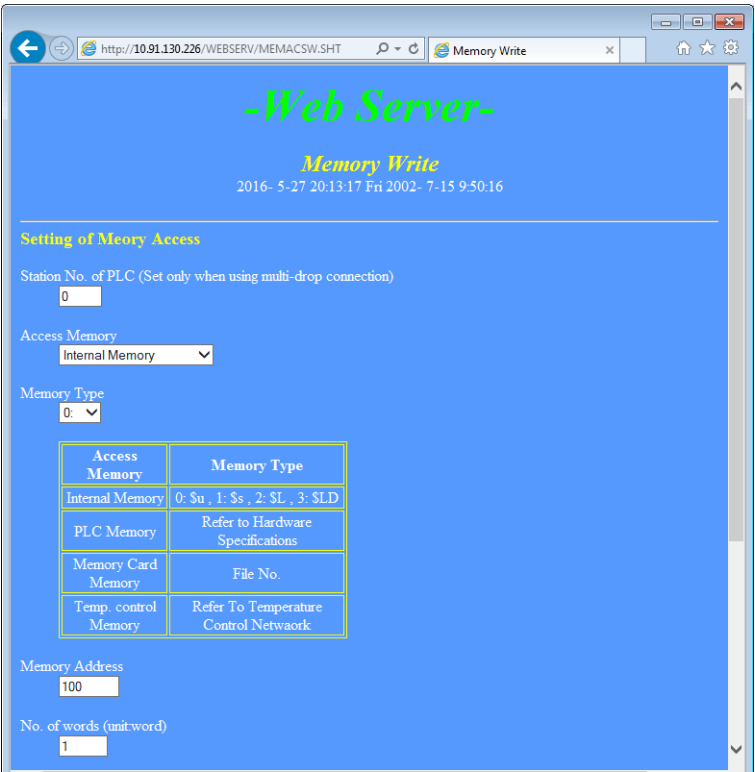 http://10.91.130.226/WEBSERV/MEMACSW.SHT
Memory Write
-Web Server-
Memory Write
2016- 5-27 20:13:17 Fri 2002- 7-15 9:50:16
Setting of Meory Access
Station No. of PLC (Set only when using multi-drop connection)
0
Access Memory
Internal Memory
Memory Type
0:
Access
Memory
Memory Type
Internal Memory
0: $u , 1: $s , 2: $L , 3: $LD
PLC Memory
Refer to Hardware
Specifications
Memory Card
Memory
File No.
Temp. control
Memory
Refer To Temperature
Control Netwaork
Memory Address
100
No. of words (unit:word)
1